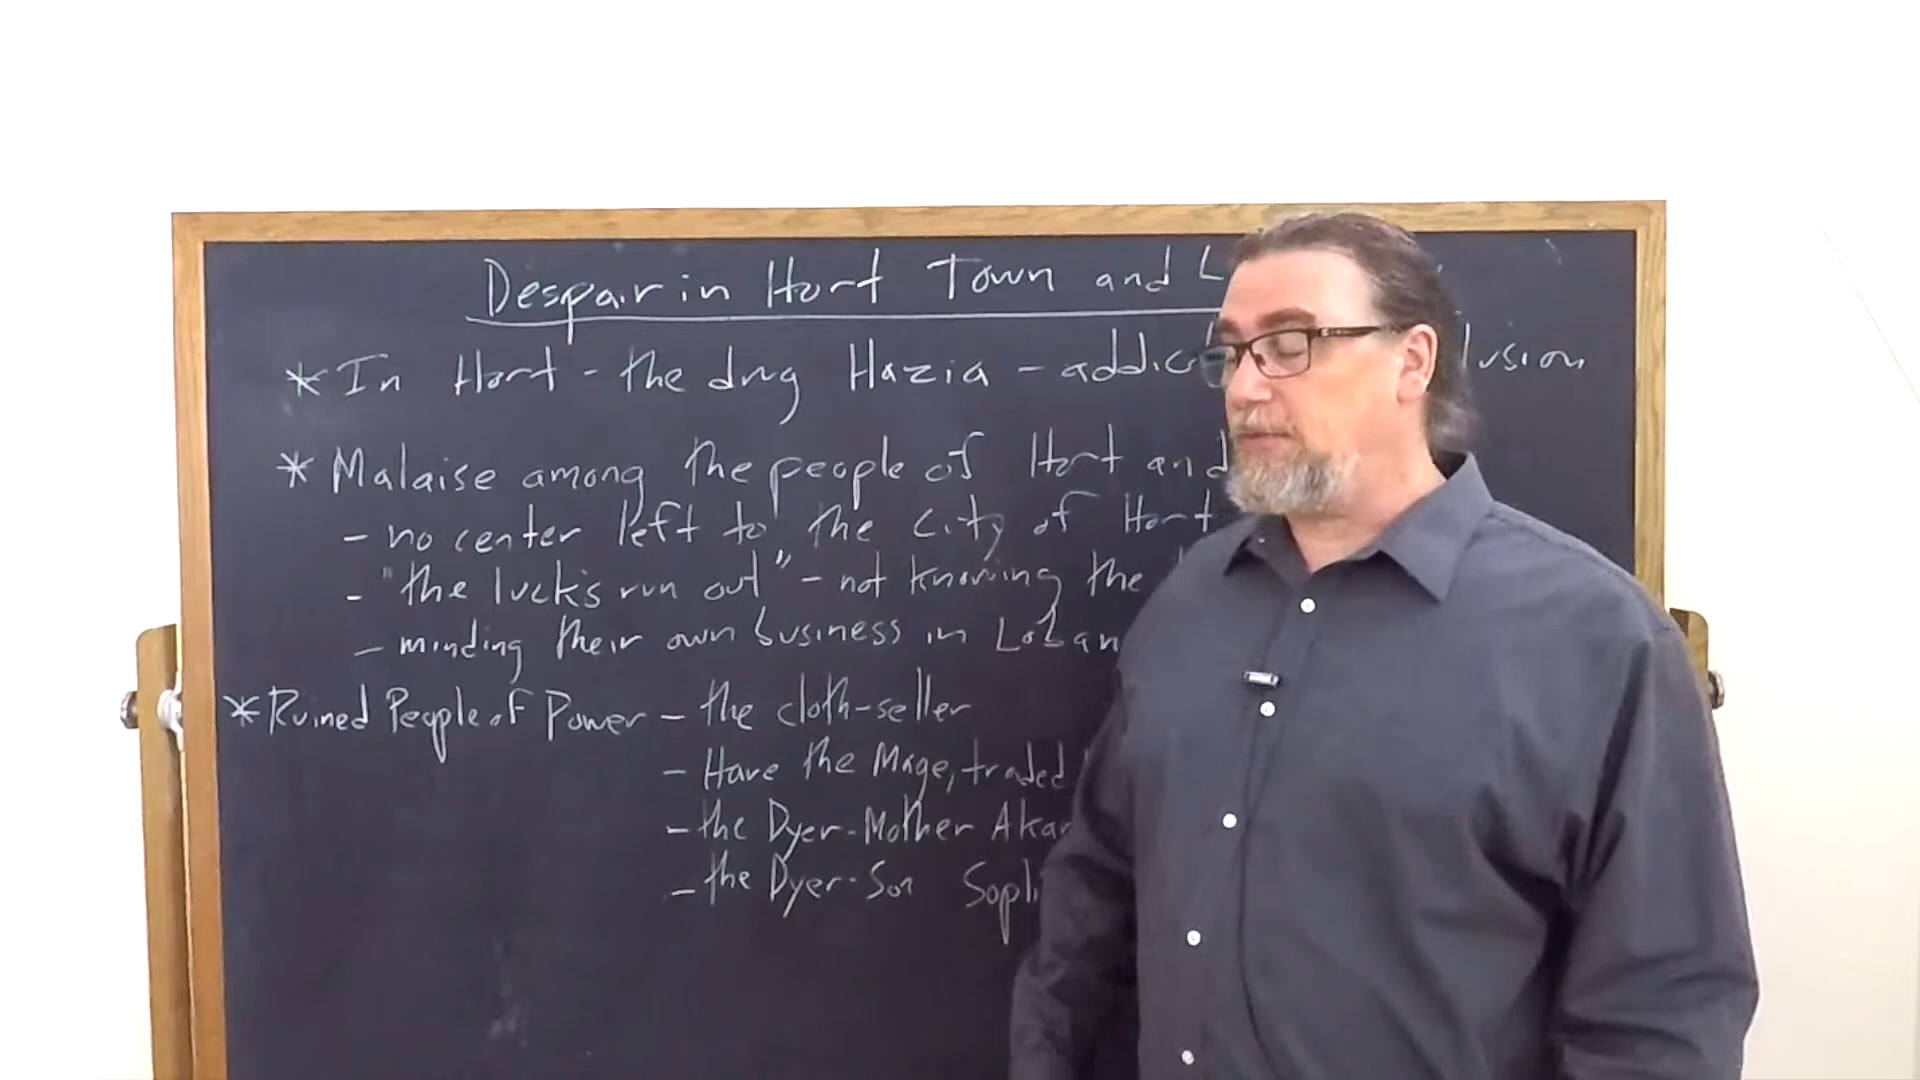 Despair in Hort Town and L
* In Hort - the drug Hazia - addic lusion
* Malaise among the people of Hort and
- no center left to the City of Hort
- "the luck's run out" - not knowing the
- minding their own business in Loban
* Ruined People of Power - the cloth-seller
- Hare the Mage, traded
- the Dyer-Mother Akar
- the Dyer-Son Sopli